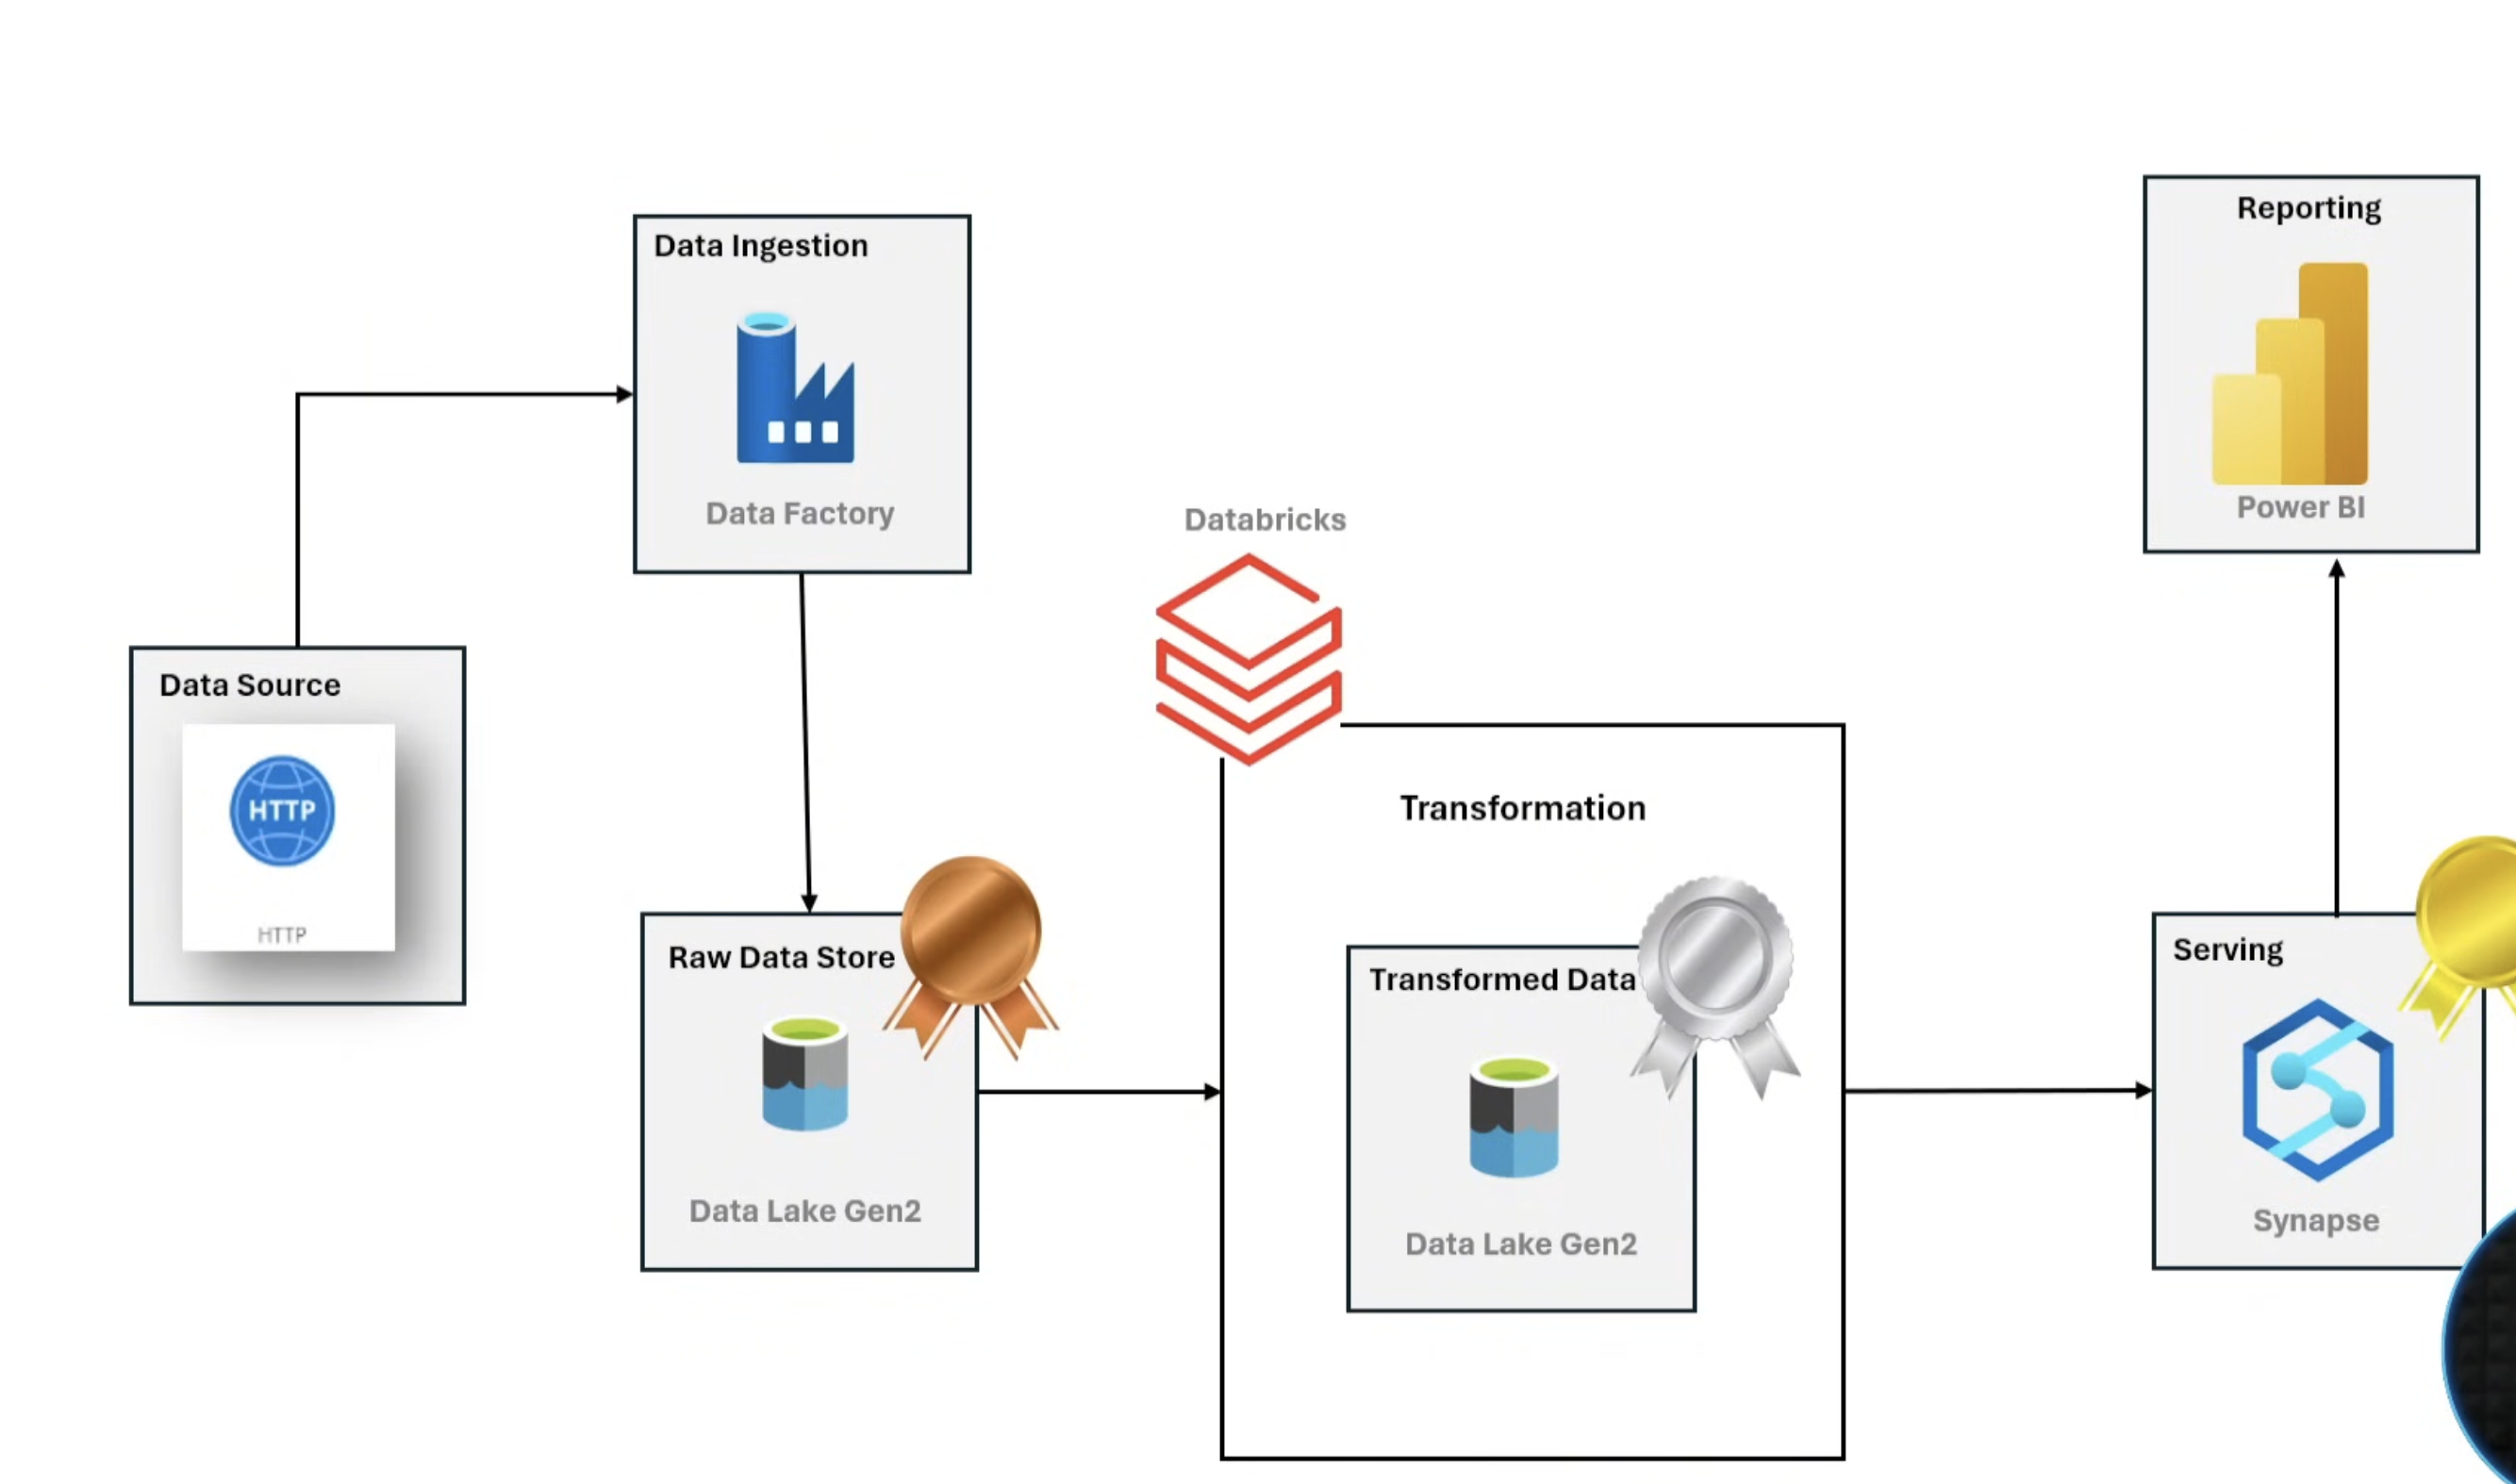 Data Source
HTTP
HTTP
Data Ingestion
Data Factory
Raw Data Store
Data Lake Gen2
Databricks
Transformation
Transformed Data
Data Lake Gen2
Serving
Synapse
Reporting
Power BI